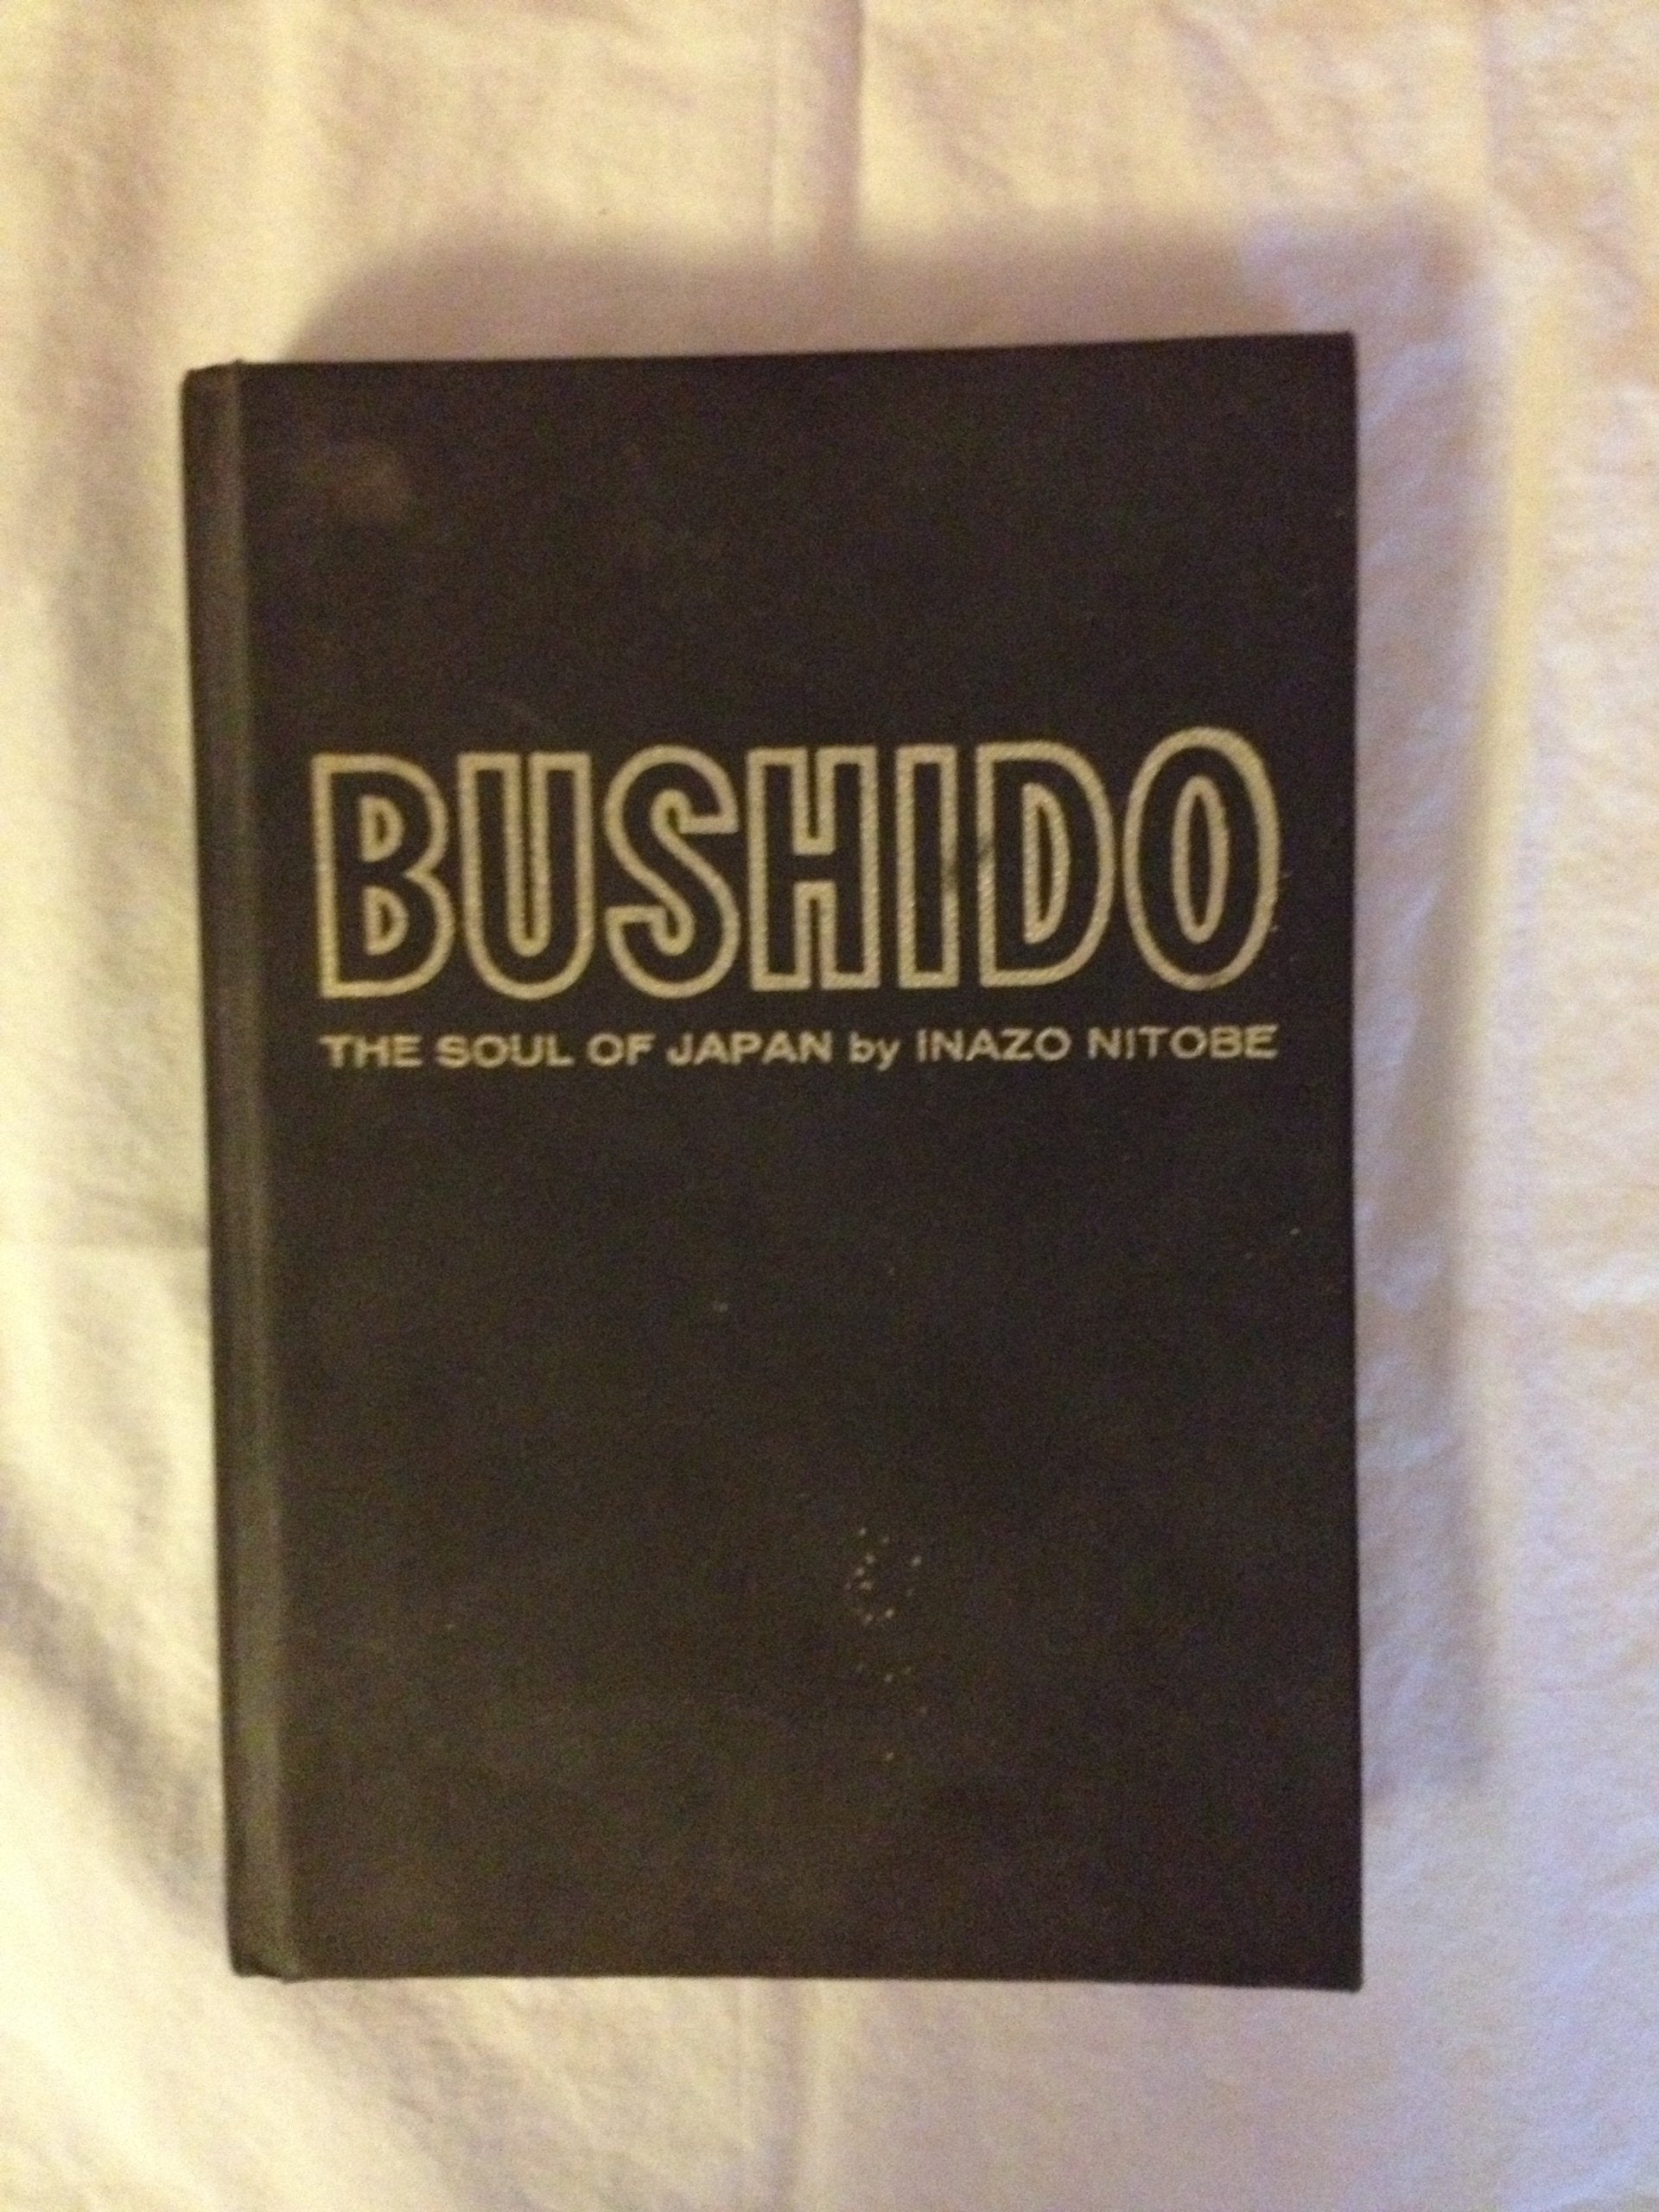 BUSHIDO
THE SOUL OF JAPAN by INAZO NITOBE